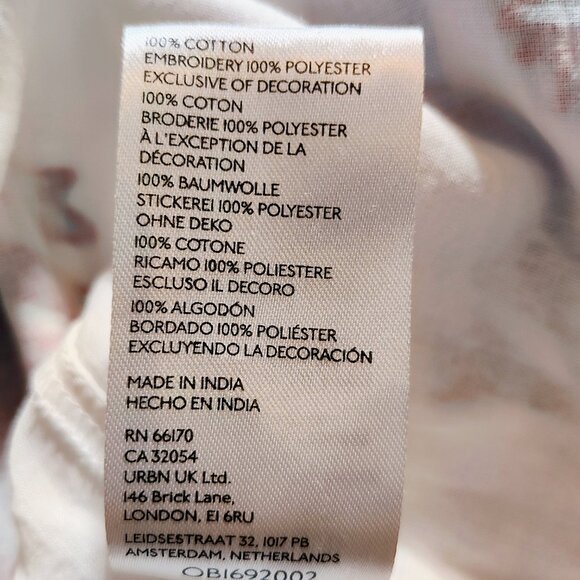 100% COTTON
EMBROIDERY 100% POLYESTER
EXCLUSIVE OF DECORATION
100% COTON
BRODERIE 100% POLYESTER
À L'EXCEPTION DE LA
DÉCORATION
100% BAUMWOLLE
STICKEREI 100% POLYESTER
OHNE DEKO
100% COTONE
RICAMO 100% POLIESTERE
ESCLUSO IL DECORO
100% ALGODÓN
BORDADO 100% POLIÉSTER
EXCLUYENDO LA DECORACIÓN
MADE IN INDIA
HECHO EN INDIA
RN 66170
CA 32054
URBN UK Ltd.
146 Brick Lane,
LONDON, E1 6RU
LEIDSESTRAAT 32, 1017 PB
AMSTERDAM, NETHERLANDS
OB1692002